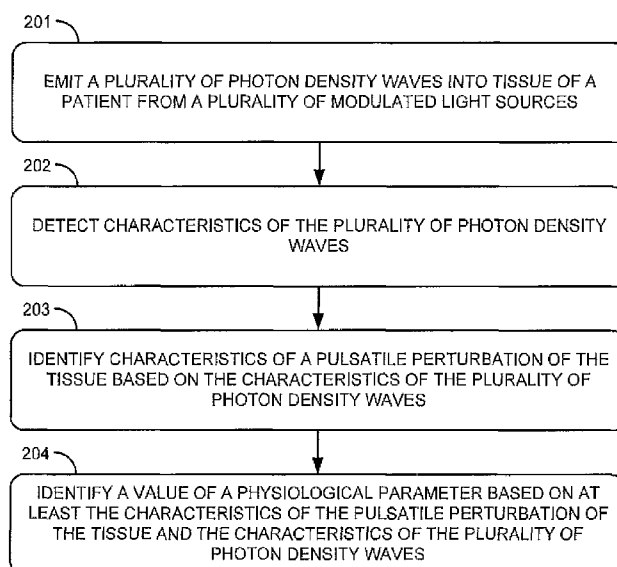 201
EMIT A PLURALITY OF PHOTON DENSITY WAVES INTO TISSUE OF A
PATIENT FROM A PLURALITY OF MODULATED LIGHT SOURCES
202
DETECT CHARACTERISTICS OF THE PLURALITY OF PHOTON DENSITY
WAVES
203
IDENTIFY CHARACTERISTICS OF A PULSATILE PERTURBATION OF THE
TISSUE BASED ON THE CHARACTERISTICS OF THE PLURALITY OF
PHOTON DENSITY WAVES
204
IDENTIFY A VALUE OF A PHYSIOLOGICAL PARAMETER BASED ON AT
LEAST THE CHARACTERISTICS OF THE PULSATILE PERTURBATION OF
THE TISSUE AND THE CHARACTERISTICS OF THE PLURALITY OF
PHOTON DENSITY WAVES